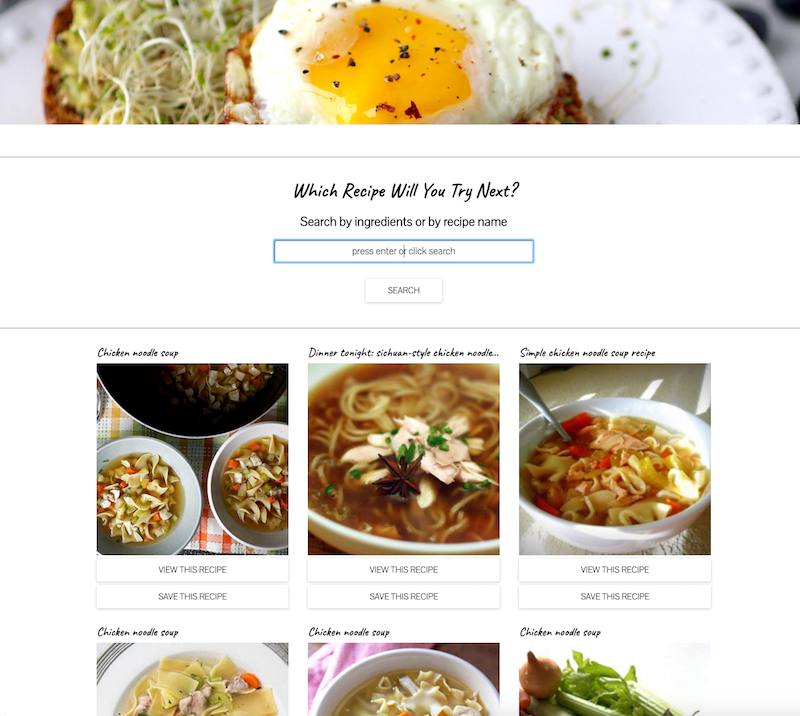 Which Recipe Will You Try Next?
Search by ingredients or by recipe name
press enter or click search
SEARCH
Chicken noodle soup
Dinner tonight: sichuan-style chicken noodle...
Simple chicken noodle soup recipe
VIEW THIS RECIPE
VIEW THIS RECIPE
VIEW THIS RECIPE
SAVE THIS RECIPE
SAVE THIS RECIPE
SAVE THIS RECIPE
Chicken noodle soup
Chicken noodle soup
Chicken noodle soup